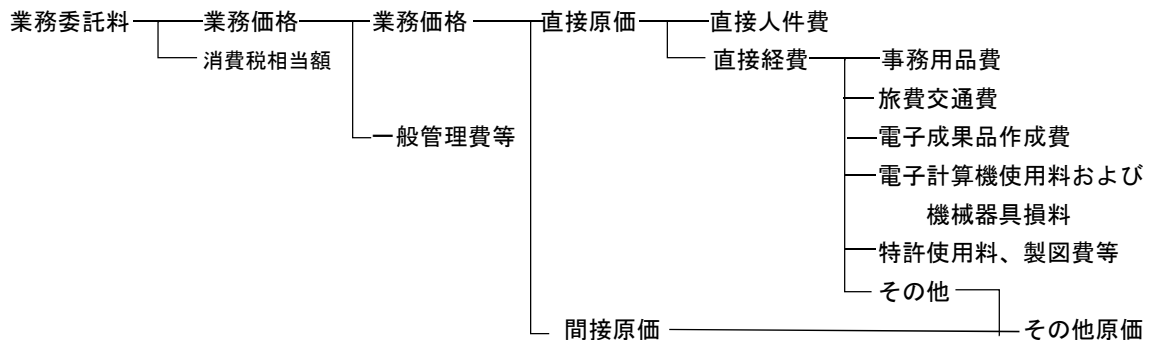 業務委託料 業務価格 業務価格 直接原価 直接人件費
消費税相当額 直接経費 事務用品費
旅費交通費
一般管理費等 電子成果品作成費
電子計算機使用料および
機械器具損料
特許使用料、製図費等
その他
間接原価 その他原価